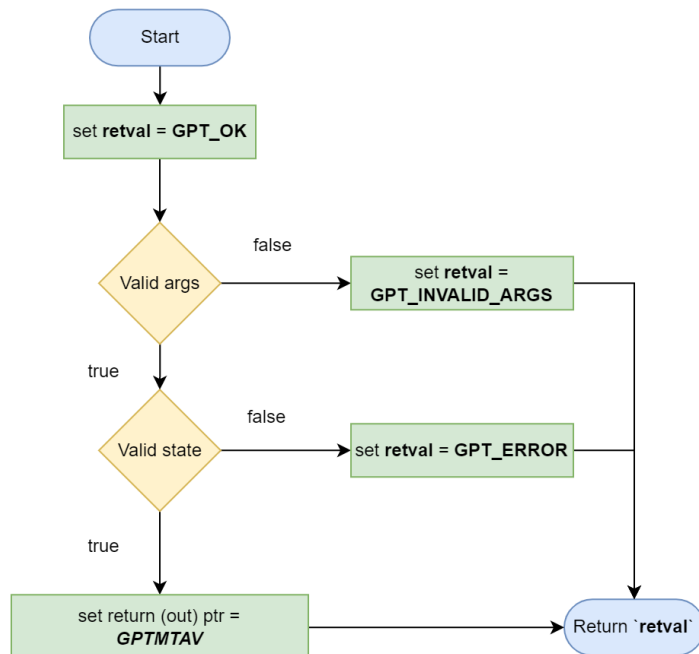 Start
set retval = GPT_OK
false
Valid args
set retval =
GPT_INVALID_ARGS
true
false
Valid state
set retval = GPT_ERROR
true
set return (out) ptr =
GPTMTAV
Return `retval`